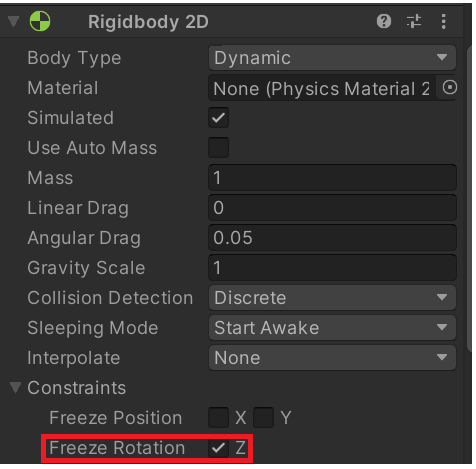 Rigidbody 2D
Body Type Dynamic
Material None (Physics Material 2
Simulated
Use Auto Mass
Mass 1
Linear Drag 0
Angular Drag 0.05
Gravity Scale 1
Collision Detection Discrete
Sleeping Mode Start Awake
Interpolate None
Constraints
Freeze Position X Y
Freeze Rotation Z